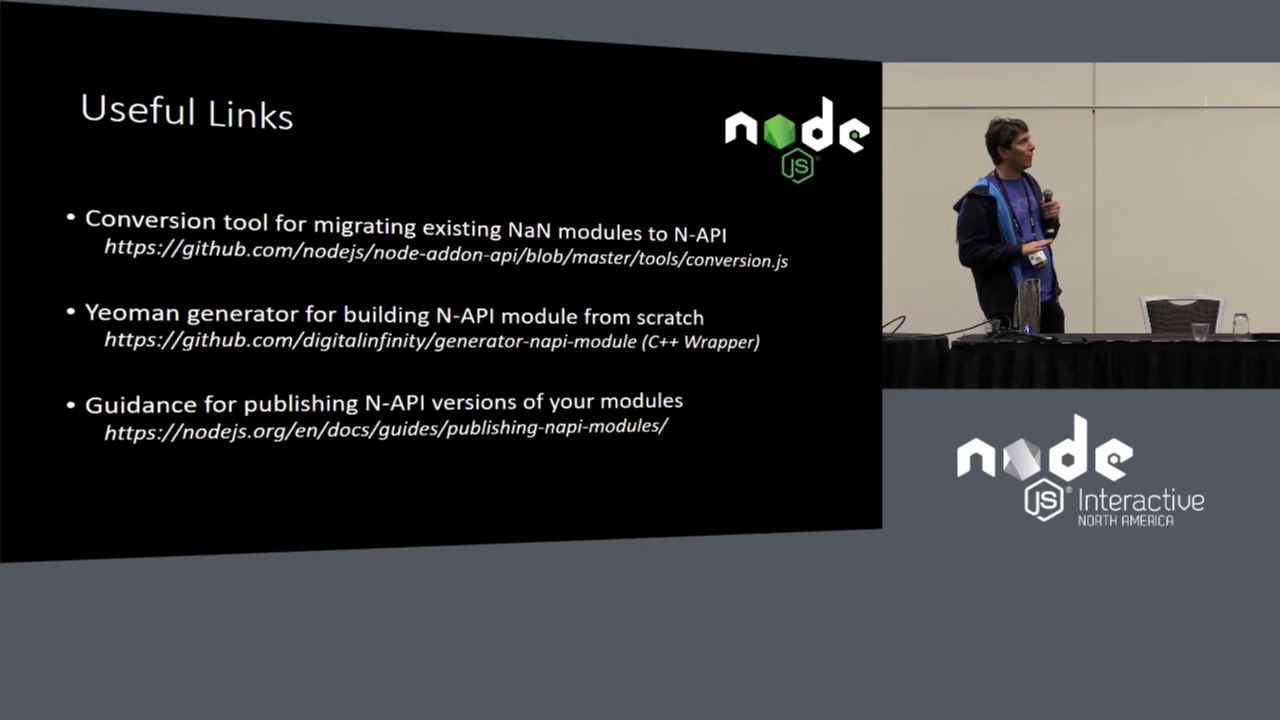 Useful Links
node
JS
• Conversion tool for migrating existing NaN modules to N-API
https://github.com/nodejs/node-addon-api/blob/master/tools/conversion.js
• Yeoman generator for building N-API module from scratch
https://github.com/digitalinfinity/generator-napi-module (C++ Wrapper)
• Guidance for publishing N-API versions of your modules
https://nodejs.org/en/docs/guides/publishing-napi-modules/
node
JS® Interactive
NORTH AMERICA